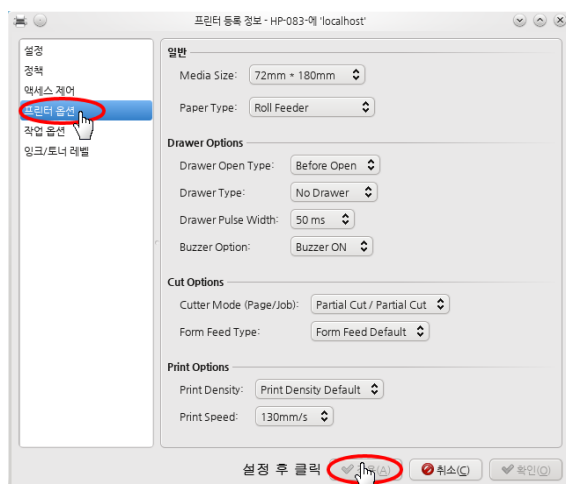 프린터 등록 정보 - HP-083-에 'localhost'
설정
정책
액세스 제어
프린터 옵션
작업 옵션
잉크/토너 레벨
일반
Media Size: 72mm * 180mm
Paper Type: Roll Feeder
Drawer Options
Drawer Open Type: Before Open
Drawer Type: No Drawer
Drawer Pulse Width: 50 ms
Buzzer Option: Buzzer ON
Cut Options
Cutter Mode (Page/Job): Partial Cut / Partial Cut
Form Feed Type: Form Feed Default
Print Options
Print Density: Print Density Default
Print Speed: 130mm/s
설정 후 클릭 (A) 취소(C) 확인(O)